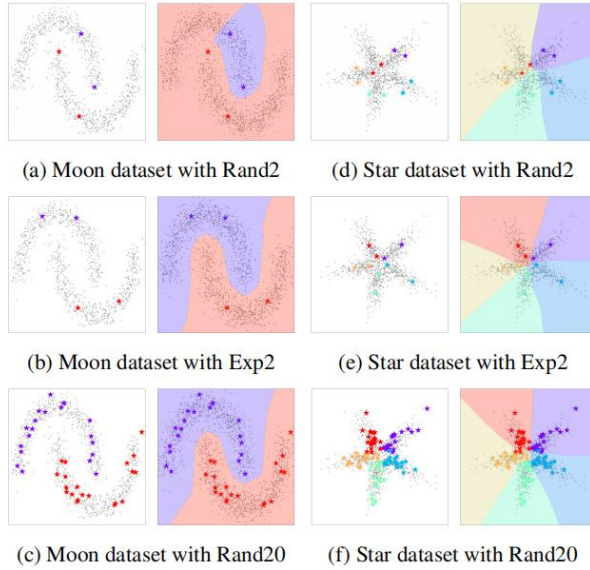 (a) Moon dataset with Rand2
(d) Star dataset with Rand2
(b) Moon dataset with Exp2
(e) Star dataset with Exp2
(c) Moon dataset with Rand20
(f) Star dataset with Rand20